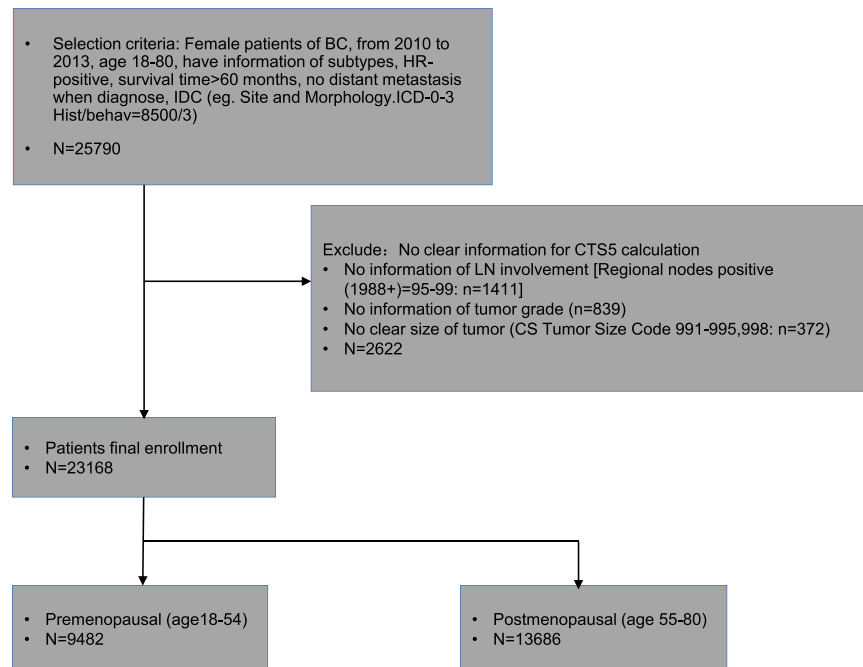 • Selection criteria: Female patients of BC, from 2010 to
2013, age 18-80, have information of subtypes, HR-
positive, survival time>60 months, no distant metastasis
when diagnose, IDC (eg. Site and Morphology.ICD-0-3
Hist/behav=8500/3)
• N=25790
Exclude：No clear information for CTS5 calculation
• No information of LN involvement [Regional nodes positive
(1988+)=95-99: n=1411]
• No information of tumor grade (n=839)
• No clear size of tumor (CS Tumor Size Code 991-995,998: n=372)
• N=2622
• Patients final enrollment
• N=23168
• Premenopausal (age18-54)
• N=9482
• Postmenopausal (age 55-80)
• N=13686